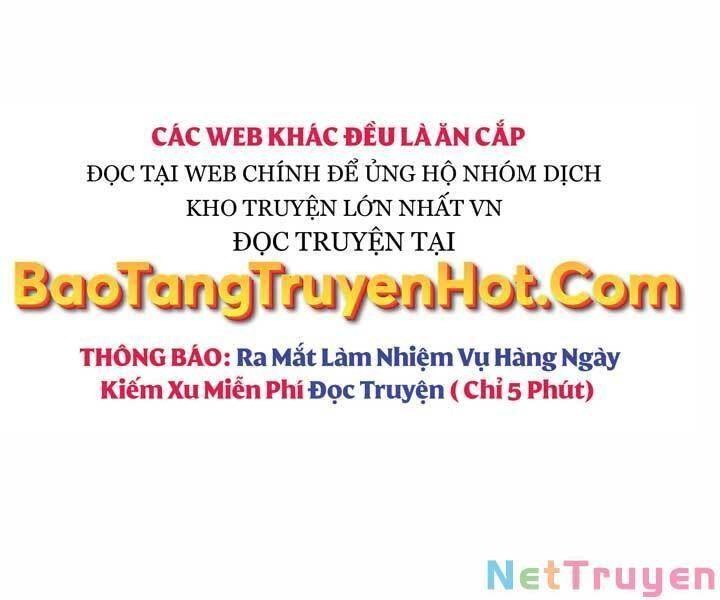 CÁC WEB KHÁC ĐỀU LÀ ĂN CẮP
ĐỌC TẠI WEB CHÍNH ĐỂ ỦNG HỘ NHÓM DỊCH
KHO TRUYỆN LỚN NHẤT VN
ĐỌC TRUYỆN TẠI
BaoTangTruyenHot.Com
THÔNG BÁO: Ra Mắt Làm Nhiệm Vụ Hàng Ngày
Kiếm Xu Miễn Phí Đọc Truyện ( Chỉ 5 Phút)
NetTruyen